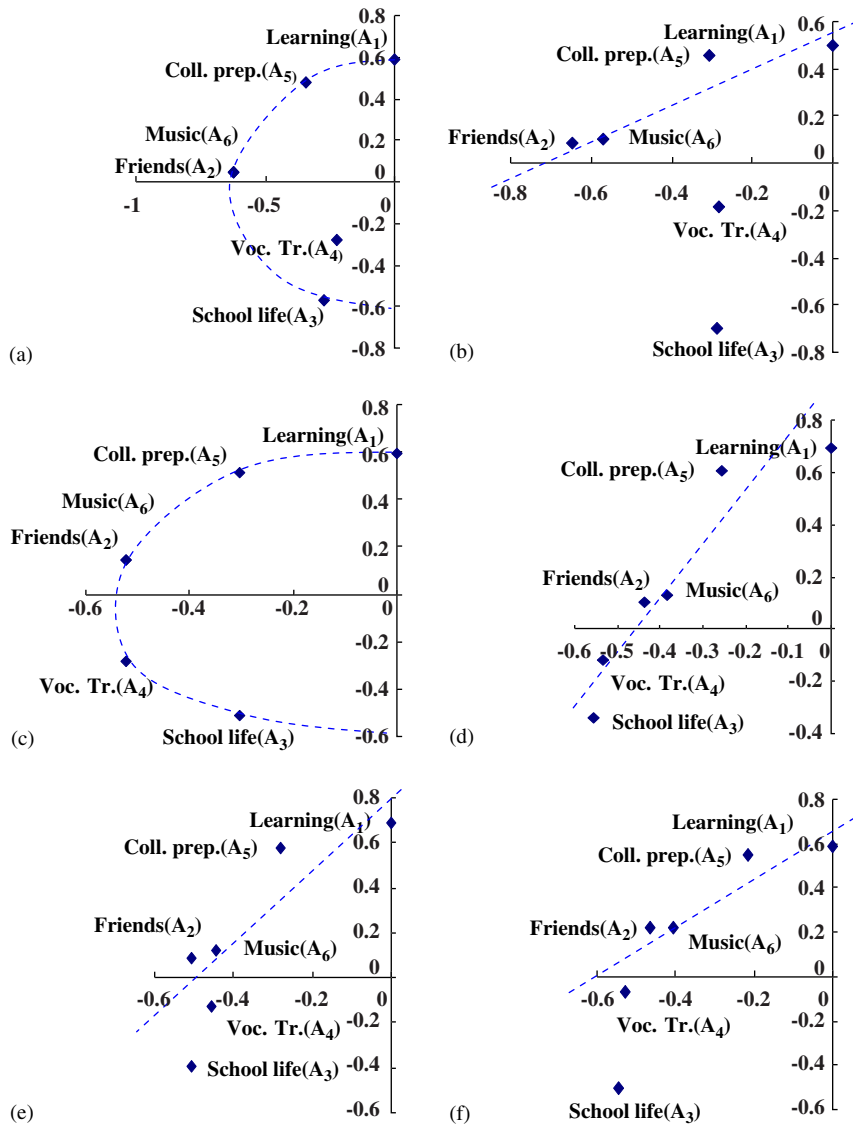 0.8
Learning(A1)
0.6
Coll. prep.(A5)
0.4
Music(A6)
0.2
Friends(A2)
0
-1
-0.5
0
-0.2
Voc. Tr.(A4)
-0.4
School life(A3)
-0.6
-0.8
(a)
0.6
Learning(A1)
Coll. prep.(A5)
0.4
0.2
Friends(A2)
Music(A6)
0
-0.8
-0.6
-0.4
-0.2
0
-0.2
Voc. Tr.(A4)
-0.4
-0.6
School life(A3)
-0.8
(b)
0.8
Learning(A1)
0.6
Coll. prep.(A5)
0.4
Music(A6)
Friends(A2)
0.2
0
-0.6
-0.4
-0.2
0
-0.2
Voc. Tr.(A4)
-0.4
School life(A3)
-0.6
(c)
0.8
Learning(A1)
0.6
Coll. prep.(A5)
0.4
Friends(A2)
0.2
Music(A6)
0
-0.6 -0.5 -0.4 -0.3 -0.2 -0.1 0
Voc. Tr.(A4)
-0.2
School life(A3)
-0.4
(d)
0.8
Learning(A1)
0.6
Coll. prep.(A5)
0.4
Friends(A2)
0.2
Music(A6)
0
-0.6
-0.4
-0.2
0
Voc. Tr.(A4)
-0.2
School life(A3)
-0.4
-0.6
(e)
0.8
Learning(A1)
0.6
Coll. prep.(A5)
0.4
Friends(A2)
0.2
Music(A6)
0
-0.6
-0.4
-0.2
0
Voc. Tr.(A4)
-0.2
-0.4
School life(A3)
-0.6
(f)